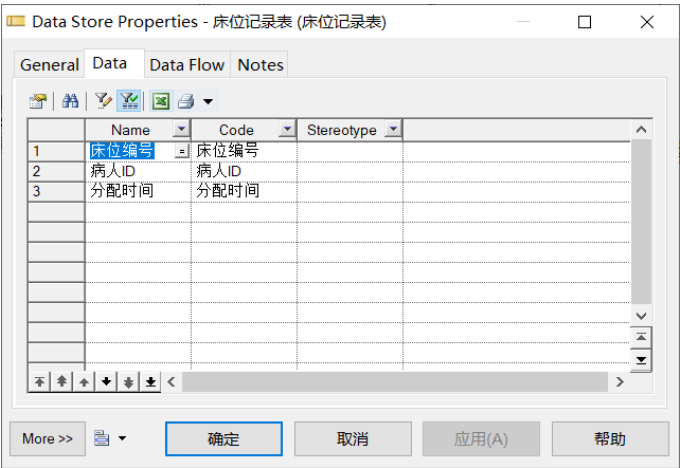 Data Store Properties - 床位记录表 (床位记录表)
General Data Data Flow Notes
Name Code Stereotype
1 床位编号 = 床位编号
2 病人ID 病人ID
3 分配时间 分配时间
More >> 确定 取消 应用(A) 帮助